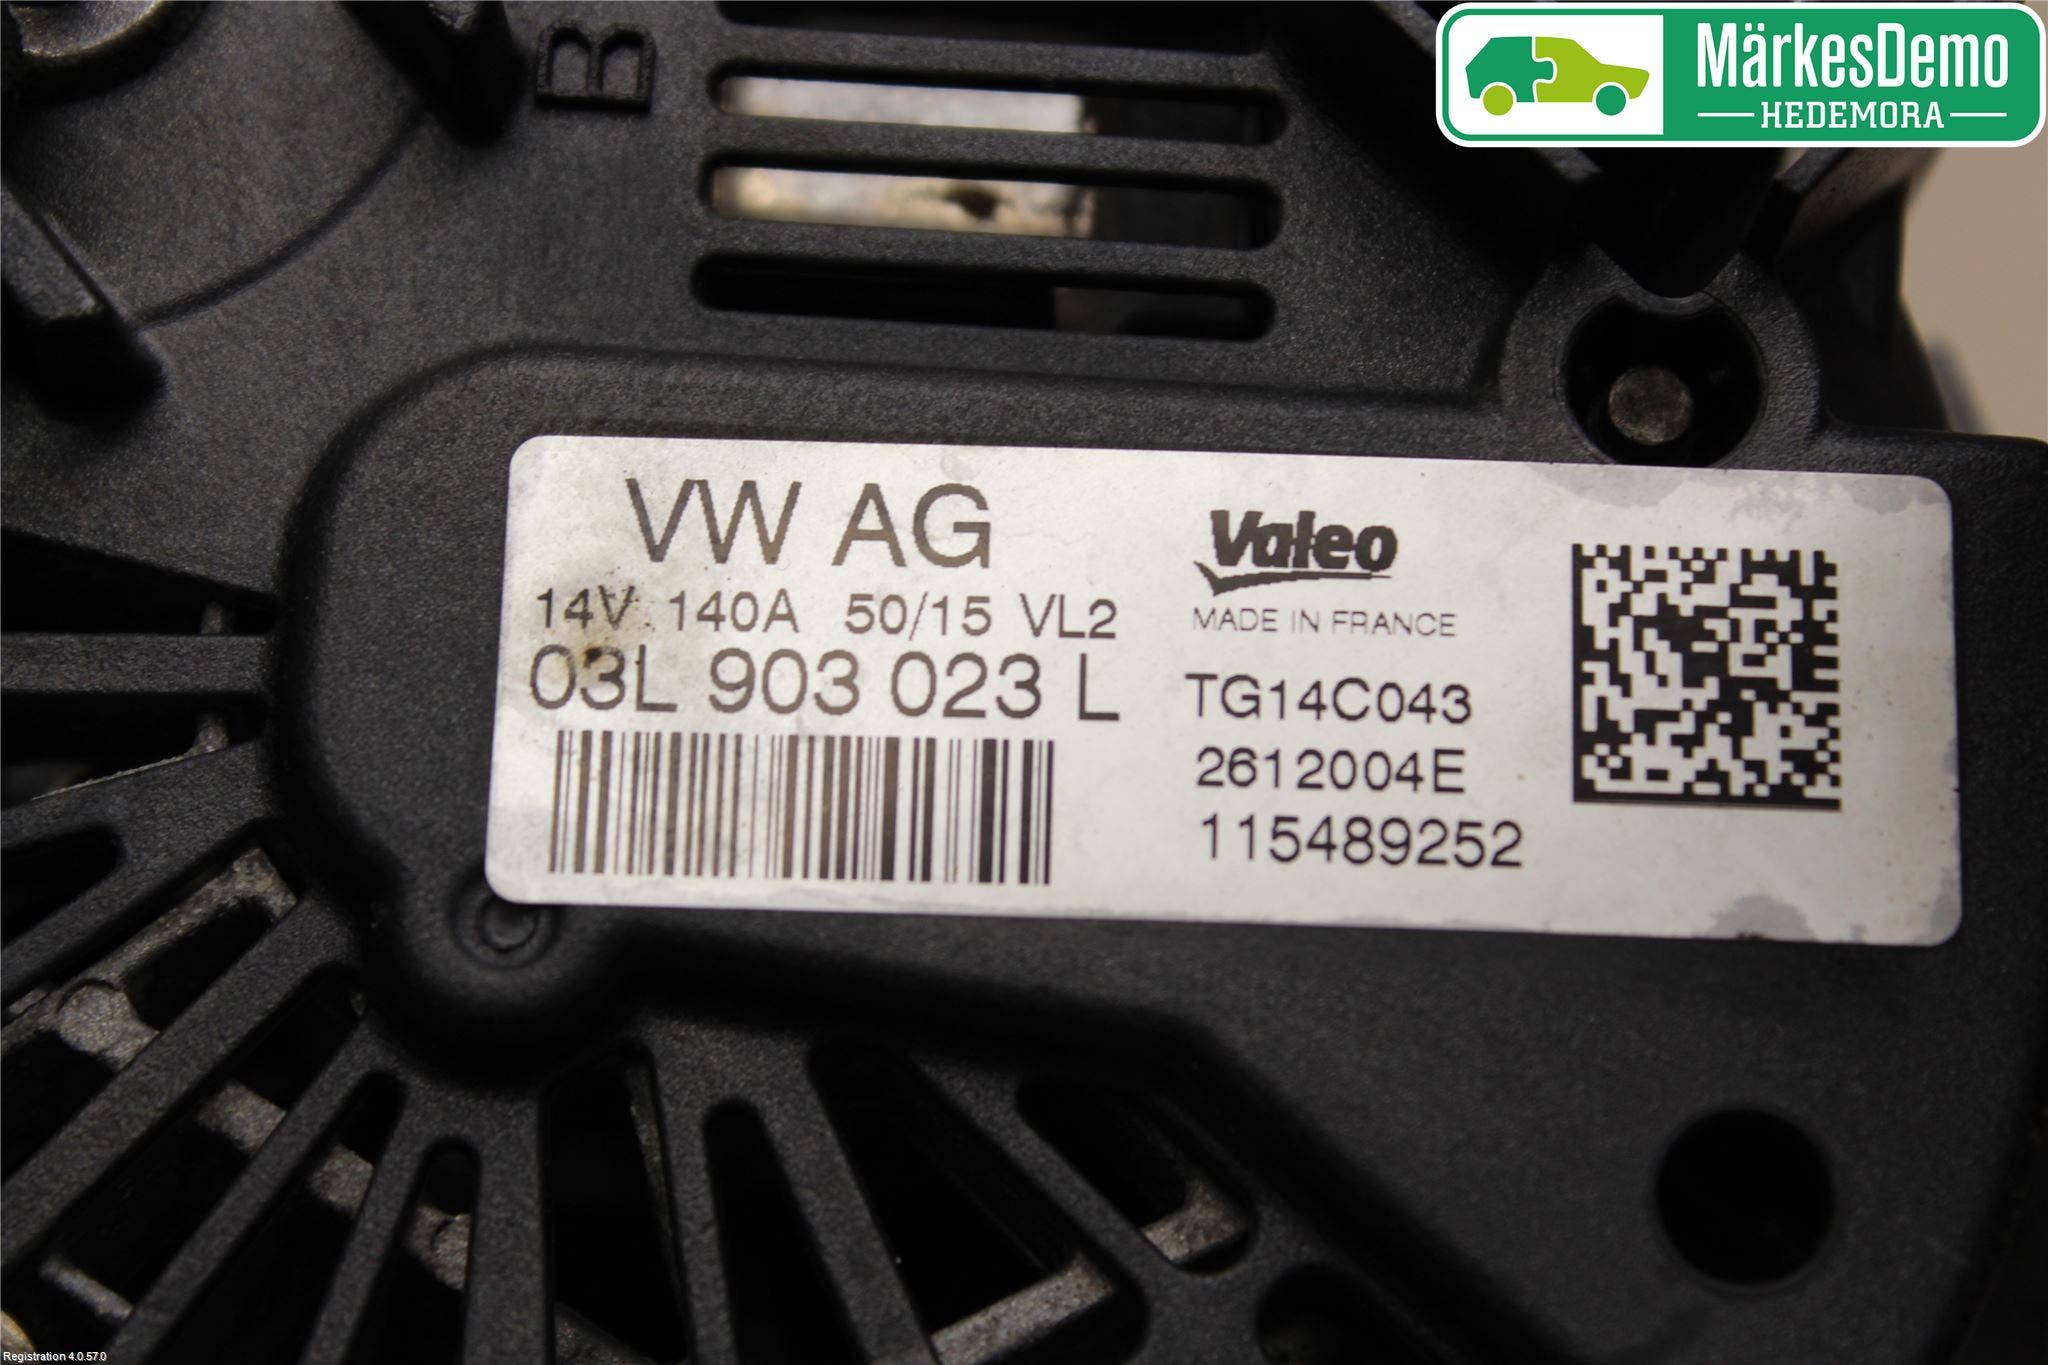 B
MärkesDemo
HEDEMORA
VW AG
14V 140A 50/15 VL2
03L 903 023 L
Valeo
MADE IN FRANCE
TG14C043
2612004E
115489252
Registration 4.0.57.0